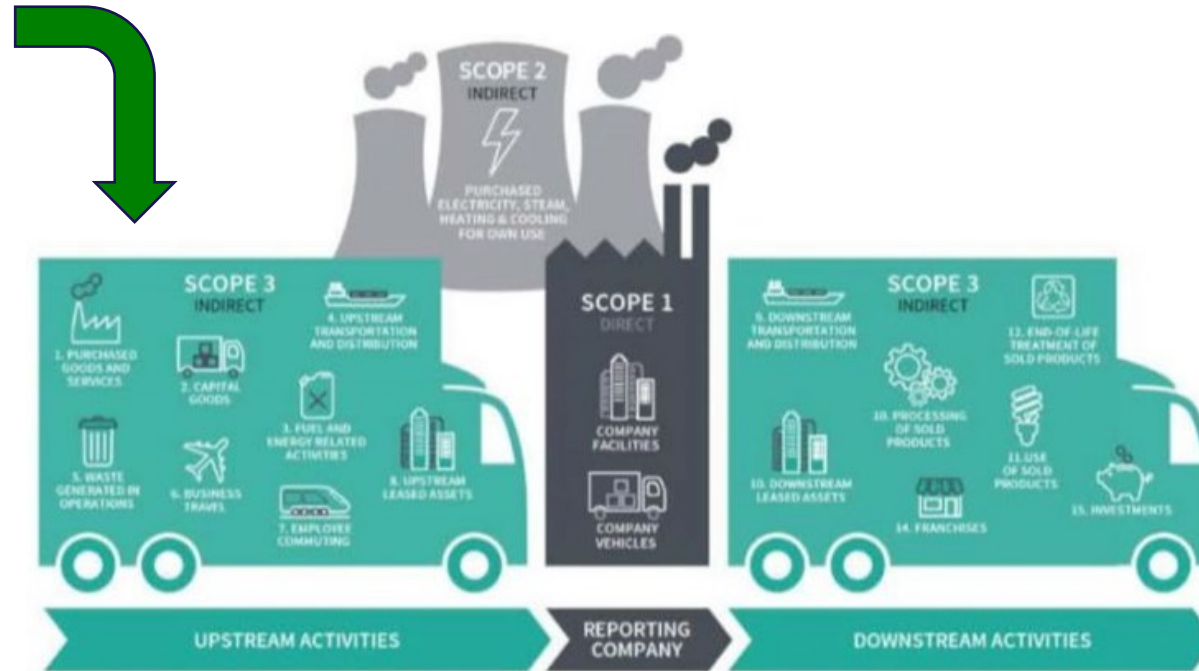 SCOPE 2
INDIRECT
PURCHASED
ELECTRICITY, STEAM,
HEATING & COOLING
FOR OWN USE
SCOPE 3
INDIRECT
1. PURCHASED
GOODS AND
SERVICES
2. CAPITAL
GOODS
4. UPSTREAM
TRANSPORTATION
AND DISTRIBUTION
3. FUEL AND
ENERGY RELATED
ACTIVITIES
5. WASTE
GENERATED IN
OPERATIONS
6. BUSINESS
TRAVEL
7. EMPLOYEE
COMMUTING
8. UPSTREAM
LEASED ASSETS
SCOPE 1
DIRECT
COMPANY
FACILITIES
COMPANY
VEHICLES
SCOPE 3
INDIRECT
9. DOWNSTREAM
TRANSPORTATION
AND DISTRIBUTION
12. END-OF-LIFE
TREATMENT OF
SOLD PRODUCTS
10. PROCESSING
OF SOLD
PRODUCTS
11.USE
OF SOLD
PRODUCTS
10. DOWNSTREAM
LEASED ASSETS
14. FRANCHISES
15. INVESTMENTS
UPSTREAM ACTIVITIES
REPORTING
COMPANY
DOWNSTREAM ACTIVITIES